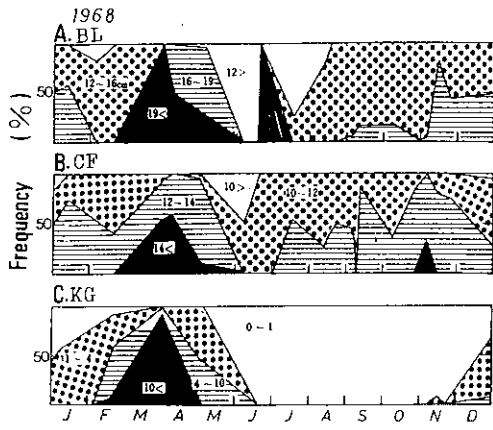 1968
A. BL
12~16cm
16~19
12>
19<
50
Frequency (%)
B. CF
10>
10~12
12~14
14<
50
C. KG
0~1
4~10
10<
50
J F M A M J J A S O N D